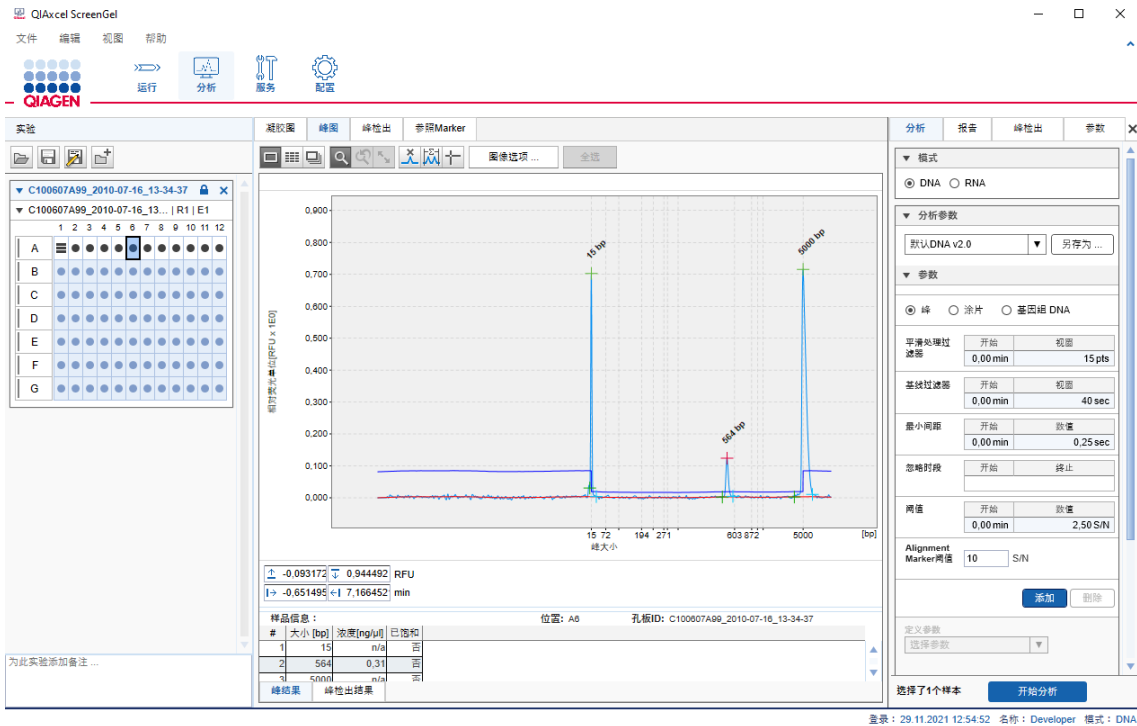 QIAxcel ScreenGel
文件 编辑 视图 帮助
运行 分析 服务 配置
QIAGEN
实验
C100607A99_2010-07-16_13-34-37
C100607A99_2010-07-16_13... | R1 | E1
1 2 3 4 5 6 7 8 9 10 11 12
A
B
C
D
E
F
G
为此实验添加备注 ...
凝胶图 峰图 峰检出 参照Marker
图像选项 ... 全选
0,900
0,800
0,700
0,600
0,500
0,400
0,300
0,200
0,100
0,000
相对荧光单位[RFU x 1E0]
15 bp
564 bp
5000 bp
15 72 194 271 603 872 5000 [bp]
峰大小
-0,093172 0,944492 RFU
-0,651495 7,166452 min
样品信息： 位置: A6 孔板ID: C100607A99_2010-07-16_13-34-37
# 大小 [bp] 浓度[ng/µl] 已饱和
1 15 n/a 否
2 564 0,31 否
3 5000 n/a 否
峰结果 峰检出结果
分析 报告 峰检出 参数
模式
DNA RNA
分析参数
默认DNA v2.0 另存为 ...
参数
峰 涂片 基因组 DNA
平滑处理过滤器 开始 视窗
0,00 min 15 pts
基线过滤器 开始 视窗
0,00 min 40 sec
最小间距 开始 数值
0,00 min 0,25 sec
忽略时段 开始 终止
阈值 开始 数值
0,00 min 2,50 S/N
Alignment
Marker阈值 10 S/N
添加 删除
定义参数
选择参数
选择了1个样本 开始分析
登录：29.11.2021 12:54:52 名称：Developer 模式：DNA